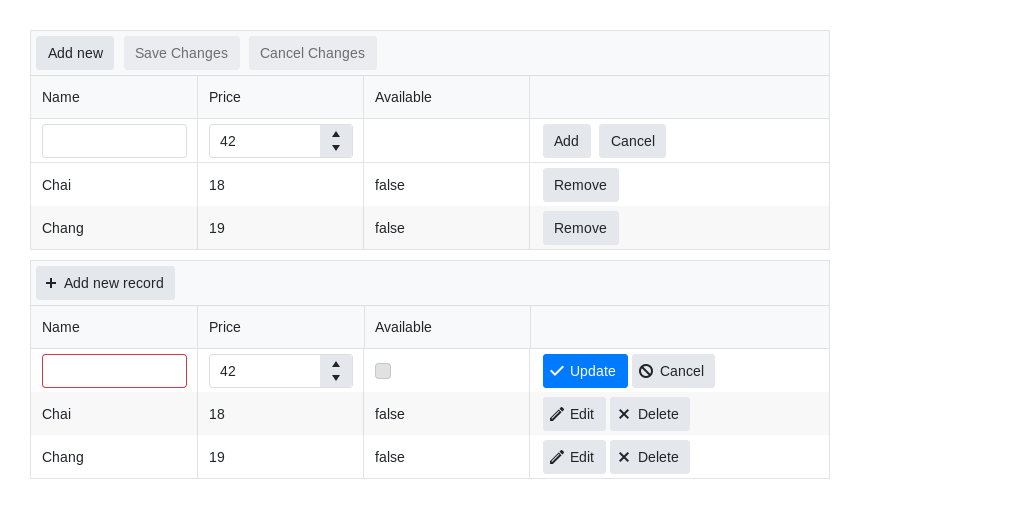 Add new Save Changes Cancel Changes
Name Price Available
42 Add Cancel
Chai 18 false Remove
Chang 19 false Remove
Add new record
Name Price Available
42 Update Cancel
Chai 18 false Edit Delete
Chang 19 false Edit Delete